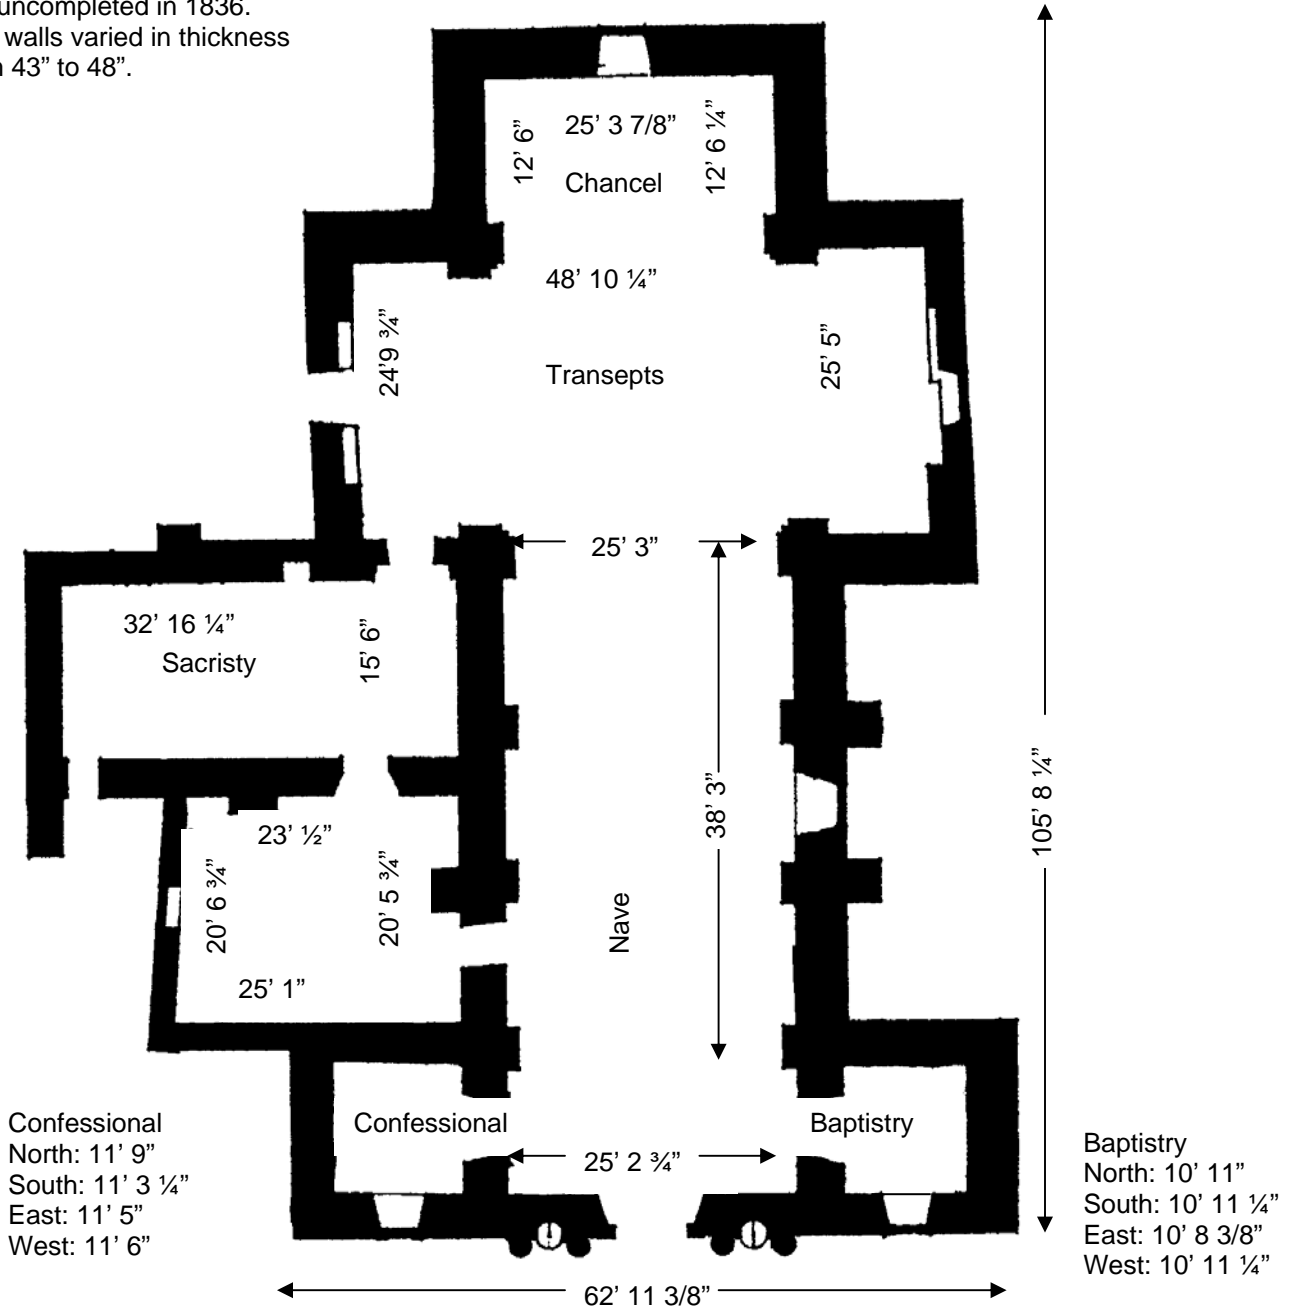 uncompleted in 1836.
walls varied in thickness
43” to 48”.
12’ 6”
25’ 3 7/8”
12’ 6 ¼”
Chancel
48’ 10 ¼”
24’9 ¾”
Transepts
25’ 5”
25’ 3”
32’ 16 ¼”
Sacristy
15’ 6”
38’ 3”
105’ 8 ¼”
23’ ½”
20’ 6 ¾”
20’ 5 ¾”
Nave
25’ 1”
Confessional
North: 11’ 9”
South: 11’ 3 ¼”
East: 11’ 5”
West: 11’ 6”
Confessional
Baptistry
25’ 2 ¾”
Baptistry
North: 10’ 11”
South: 10’ 11 ¼”
East: 10’ 8 3/8”
West: 10’ 11 ¼”
62’ 11 3/8”